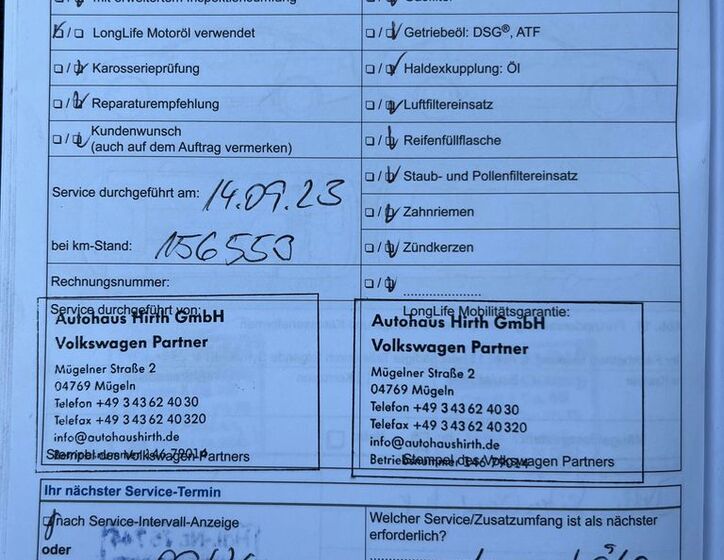 LongLife Motoröl verwendet
Karosserieprüfung
Reparaturempfehlung
Kundenwunsch
(auch auf dem Auftrag vermerken)
Service durchgeführt am: 14.09.23
bei km-Stand: 156553
Rechnungsnummer:
Service durchgeführt von:
Autohaus Hirth GmbH
Volkswagen Partner
Mügelner Straße 2
04769 Mügeln
Telefon +49 3 43 62 40 30
Telefax +49 3 43 62 40 320
info@autohaushirth.de
Stempel des Volkswagen Partners
Getriebeöl: DSG®, ATF
Haldexkupplung: Öl
Luftfiltereinsatz
Reifenfüllflasche
Staub- und Pollenfiltereinsatz
Zahnriemen
Zündkerzen
LongLife Mobilitätsgarantie:
Autohaus Hirth GmbH
Volkswagen Partner
Mügelner Straße 2
04769 Mügeln
Telefon +49 3 43 62 40 30
Telefax +49 3 43 62 40 320
info@autohaushirth.de
Betriebsnummer
Stempel des Volkswagen Partners
Ihr nächster Service-Termin
nach Service-Intervall-Anzeige
oder
Welcher Service/Zusatzumfang ist als nächster
erforderlich?